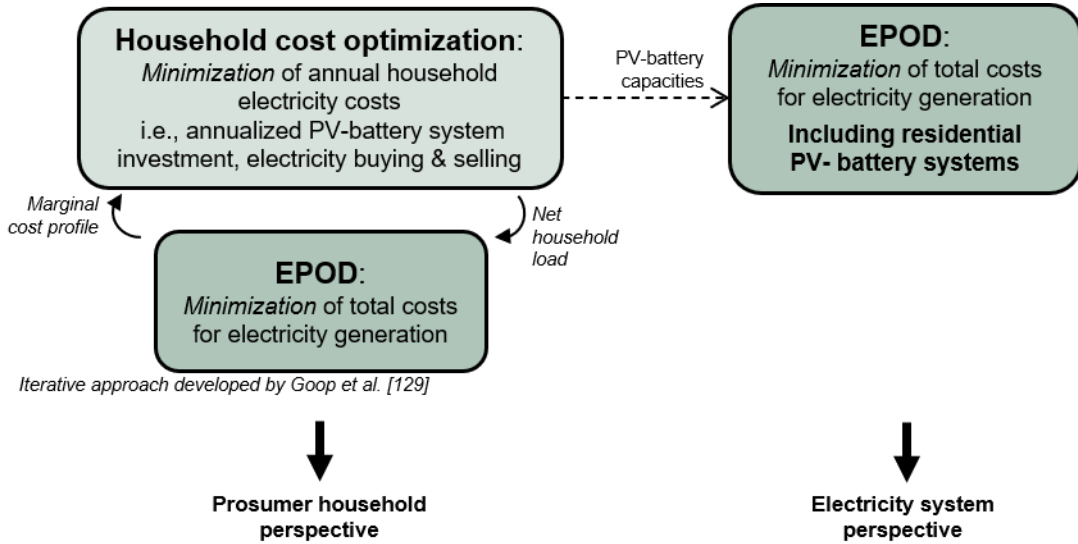 Household cost optimization:
Minimization of annual household
electricity costs
i.e., annualized PV-battery system
investment, electricity buying & selling
PV-battery
capacities
EPOD:
Minimization of total costs
for electricity generation
Including residential
PV- battery systems
Marginal
cost profile
Net
household
load
EPOD:
Minimization of total costs
for electricity generation
Iterative approach developed by Goop et al. [129]
Prosumer household
perspective
Electricity system
perspective